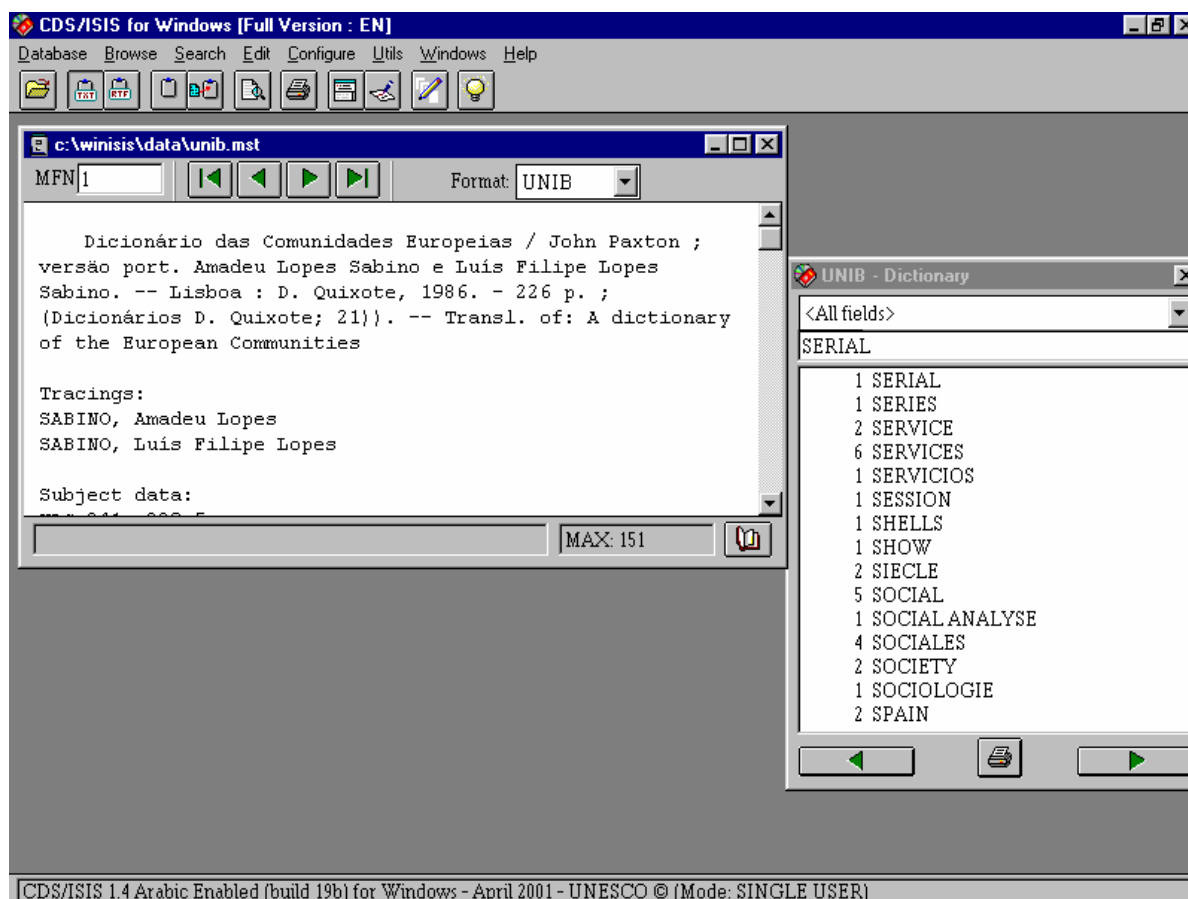 CDS/ISIS for Windows [Full Version : EN]
Database Browse Search Edit Configure Utils Windows Help
TXT RTF
c:\winisis\data\unib.mst
MFN 1 Format: UNIB
Dicionário das Comunidades Europeias / John Paxton ;
versäo port. Amadeu Lopes Sabino e Luís Filipe Lopes
Sabino. -- Lisboa : D. Quixote, 1986. - 226 p. ;
(Dicionários D. Quixote; 21)). -- Transl. of: A dictionary
of the European Communities
Tracings:
SABINO, Amadeu Lopes
SABINO, Luís Filipe Lopes
Subject data:
MAX: 151
UNIB - Dictionary
<All fields>
SERIAL
1 SERIAL
1 SERIES
2 SERVICE
6 SERVICES
1 SERVICIOS
1 SESSION
1 SHELLS
1 SHOW
2 SIECLE
5 SOCIAL
1 SOCIAL ANALYSE
4 SOCIALES
2 SOCIETY
1 SOCIOLOGIE
2 SPAIN
CDS/ISIS 1.4 Arabic Enabled (build 19b) for Windows - April 2001 - UNESCO © (Mode: SINGLE USER)